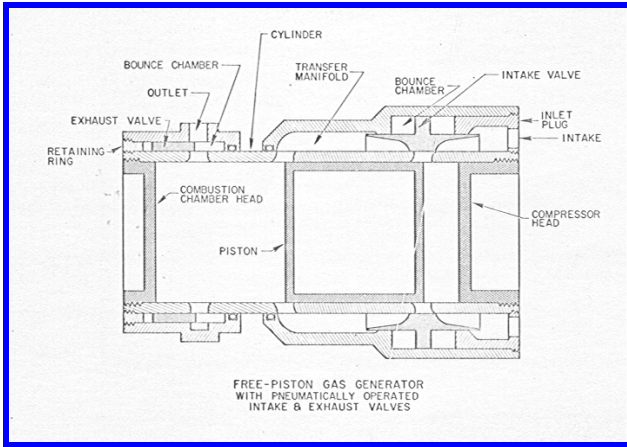 CYLINDER
BOUNCE CHAMBER
TRANSFER
MANIFOLD
BOUNCE
CHAMBER
INTAKE VALVE
OUTLET
EXHAUST VALVE
INLET
PLUG
RETAINING
RING
INTAKE
COMBUSTION
CHAMBER HEAD
COMPRESSOR
HEAD
PISTON
FREE-PISTON GAS GENERATOR
WITH PNEUMATICALLY OPERATED
INTAKE & EXHAUST VALVES